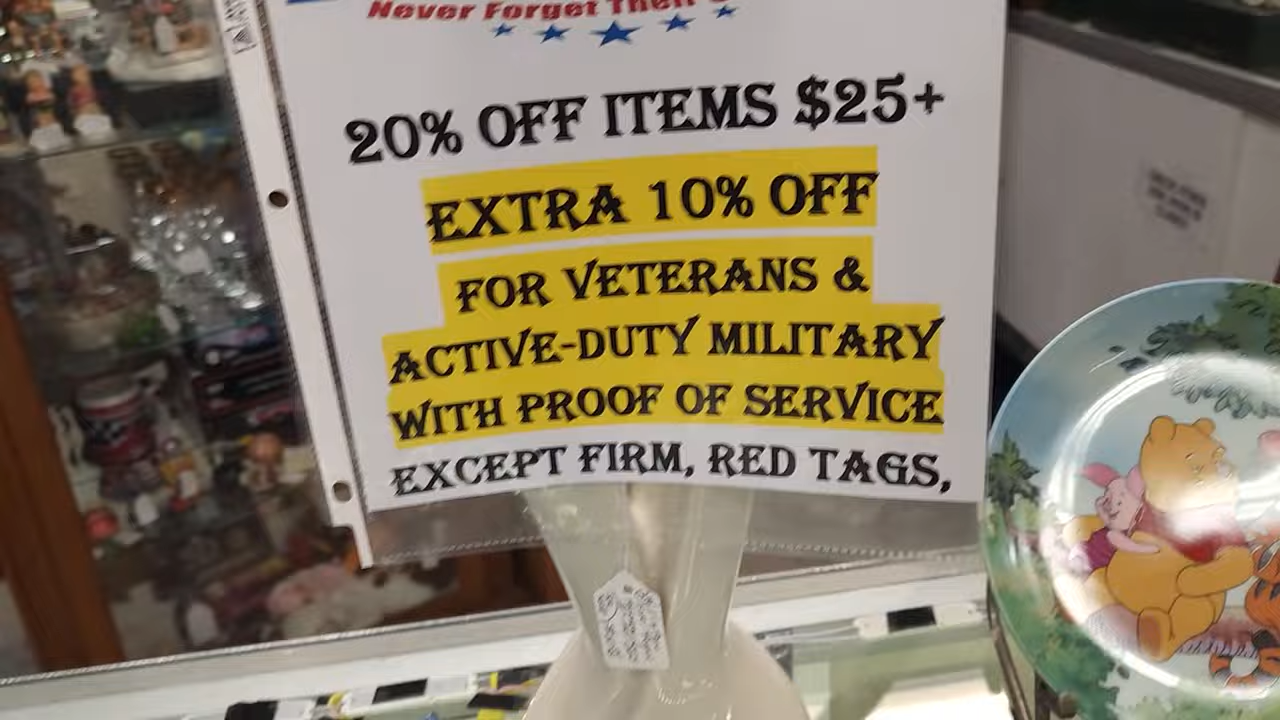 Never Forget Their
20% OFF ITEMS $25+
EXTRA 10% OFF
FOR VETERANS &
ACTIVE-DUTY MILITARY
WITH PROOF OF SERVICE
EXCEPT FIRM, RED TAGS,